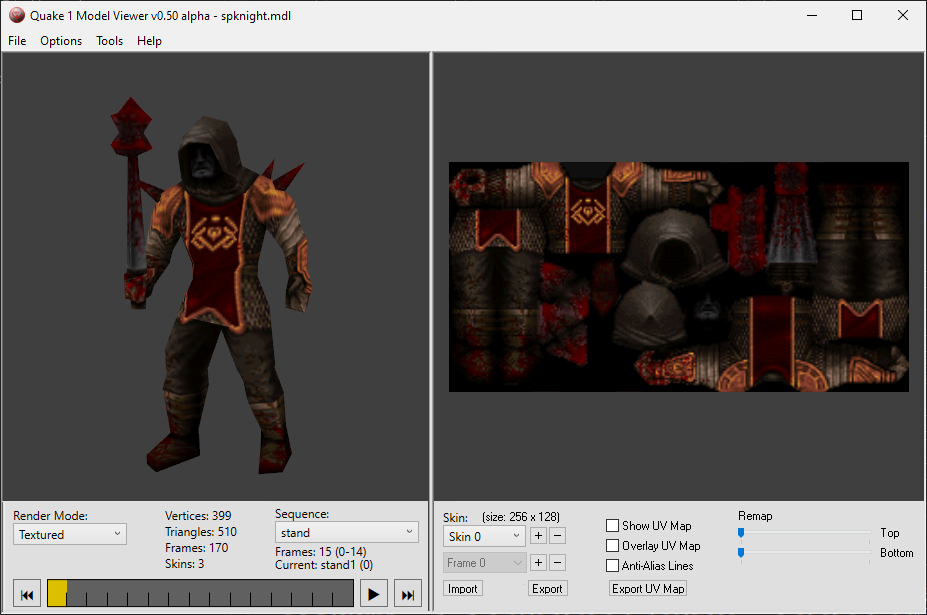 Quake 1 Model Viewer v0.50 alpha - spknight.mdl
File Options Tools Help
Render Mode:
Textured
Vertices: 399
Triangles: 510
Frames: 170
Skins: 3
Sequence:
stand
Frames: 15 (0-14)
Current: stand1 (0)
Skin: (size: 256 x 128)
Skin 0 + −
Frame 0 + −
Import Export
Show UV Map
Overlay UV Map
Anti-Alias Lines
Export UV Map
Remap
Top
Bottom